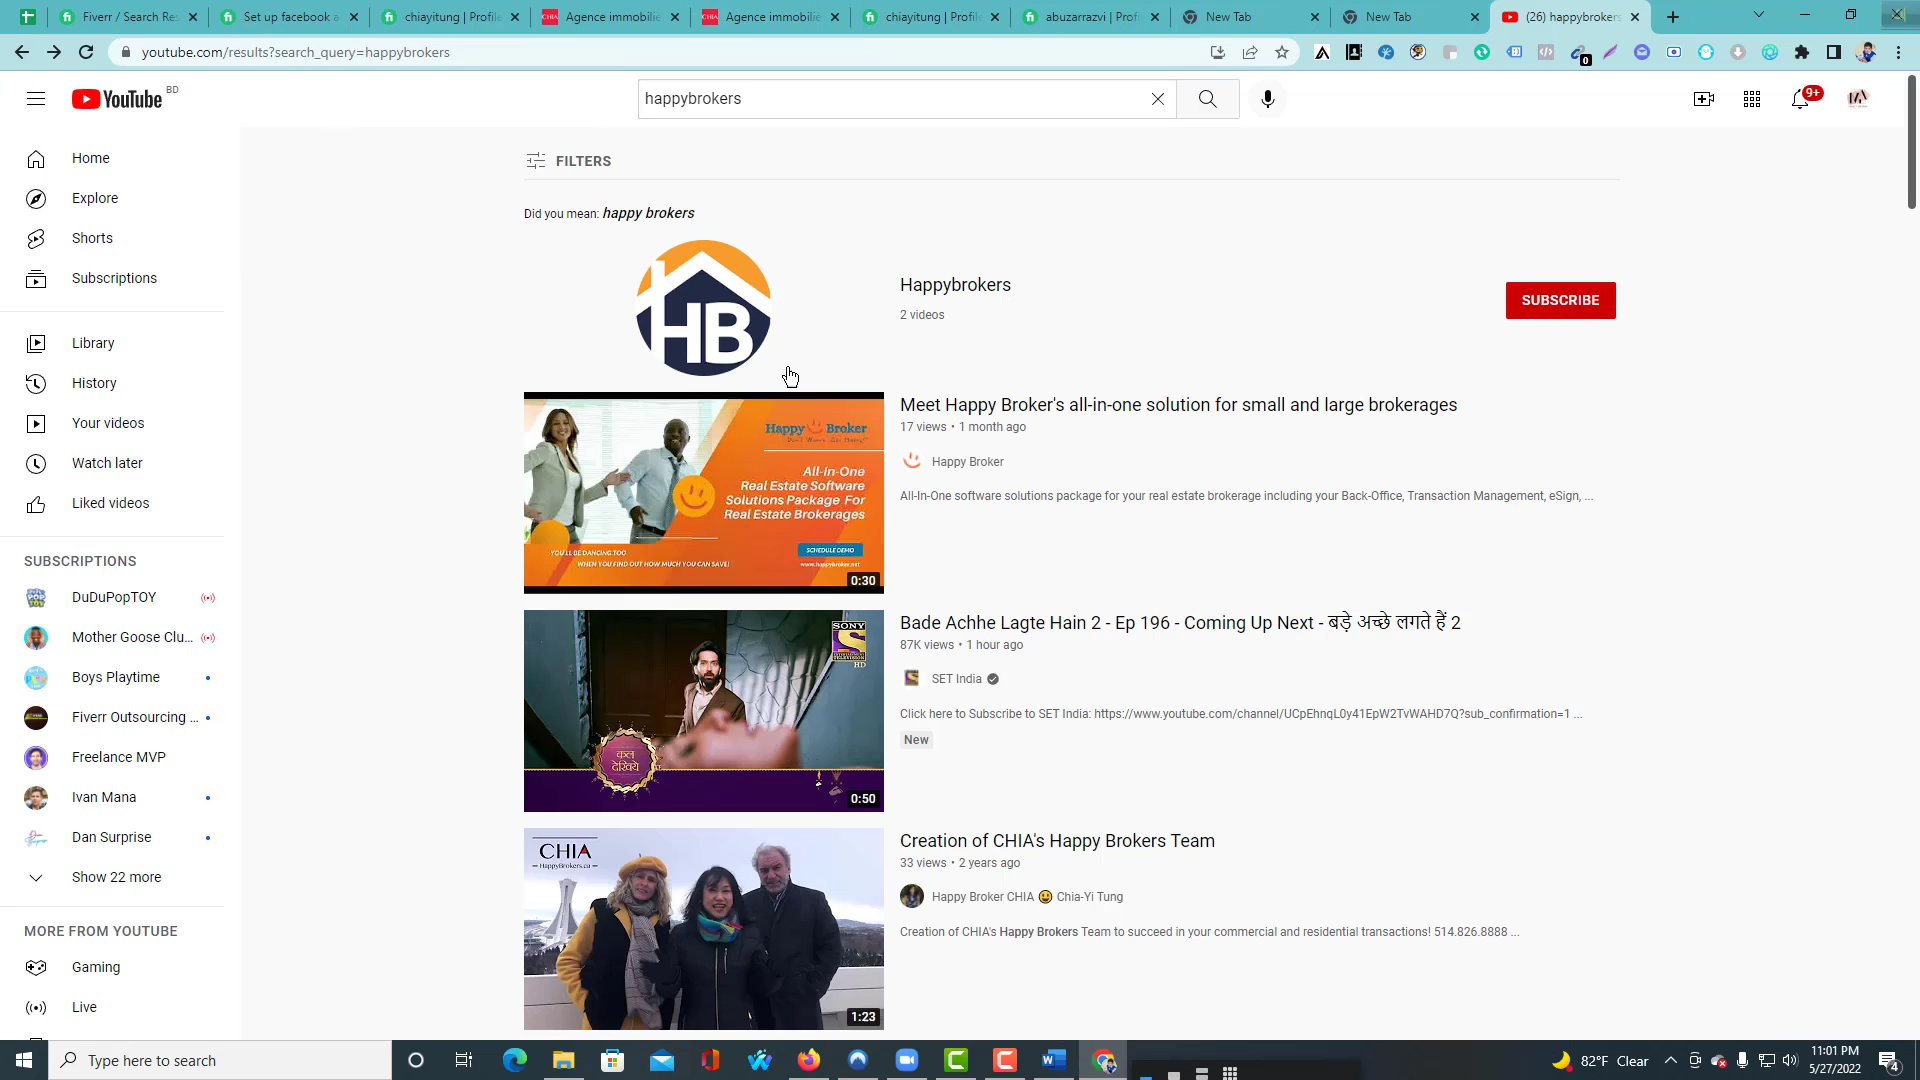 Fiverr / Search Re
Set up facebook a
chiayitung | Profile
Agence immobiliè
Agence immobiliè
chiayitung | Profile
abuzarrazvi | Prof
New Tab
New Tab
(26) happybrokers
youtube.com/results?search_query=happybrokers
0
YouTube
BD
happybrokers
9+
Home
Explore
Shorts
Subscriptions
Library
History
Your videos
Watch later
Liked videos
SUBSCRIPTIONS
DuDuPopTOY
Mother Goose Clu...
Boys Playtime
Fiverr Outsourcing ...
Freelance MVP
Ivan Mana
Dan Surprise
Show 22 more
MORE FROM YOUTUBE
Gaming
Live
FILTERS
Did you mean: happy brokers
HB
Happybrokers
2 videos
SUBSCRIBE
Happy Broker
All-In-One
Real Estate Software
Solutions Package For
Real Estate Brokerages
YOU'LL BE DANCING TOO
WHEN YOU FIND OUT HOW MUCH YOU CAN SAVE!
SCHEDULE DEMO
www.happybroker.net
0:30
Meet Happy Broker's all-in-one solution for small and large brokerages
17 views • 1 month ago
Happy Broker
All-In-One software solutions package for your real estate brokerage including your Back-Office, Transaction Management, eSign, ...
SONY
S
HD
कल
देखिये
0:50
Bade Achhe Lagte Hain 2 - Ep 196 - Coming Up Next - बड़े अच्छे लगते हैं 2
87K views • 1 hour ago
SET India
Click here to Subscribe to SET India: https://www.youtube.com/channel/UCpEhnqL0y41EpW2TvWAHD7Q?sub_confirmation=1 ...
New
CHIA
HappyBrokers.ca
1:23
Creation of CHIA's Happy Brokers Team
33 views • 2 years ago
Happy Broker CHIA 😀 Chia-Yi Tung
Creation of CHIA's Happy Brokers Team to succeed in your commercial and residential transactions! 514.826.8888 ...
Type here to search
82°F Clear
11:01 PM
5/27/2022
4